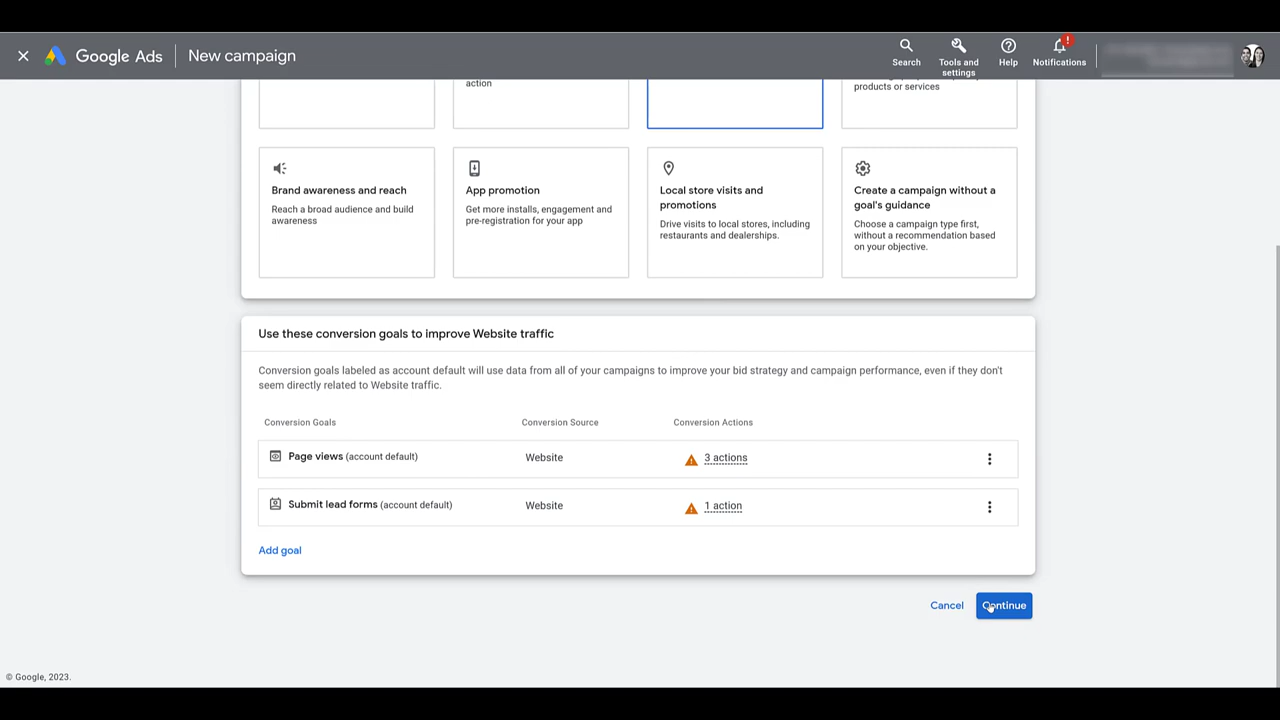 Google Ads
New campaign
Search
Tools and
settings
Help
!
Notifications
action
products or services
Brand awareness and reach
Reach a broad audience and build
awareness
App promotion
Get more installs, engagement and
pre-registration for your app
Local store visits and
promotions
Drive visits to local stores, including
restaurants and dealerships.
Create a campaign without a
goal's guidance
Choose a campaign type first,
without a recommendation based
on your objective.
Use these conversion goals to improve Website traffic
Conversion goals labeled as account default will use data from all of your campaigns to improve your bid strategy and campaign performance, even if they don't
seem directly related to Website traffic.
Conversion Goals Conversion Source Conversion Actions
Page views (account default) Website 3 actions
Submit lead forms (account default) Website 1 action
Add goal
Cancel Continue
© Google, 2023.